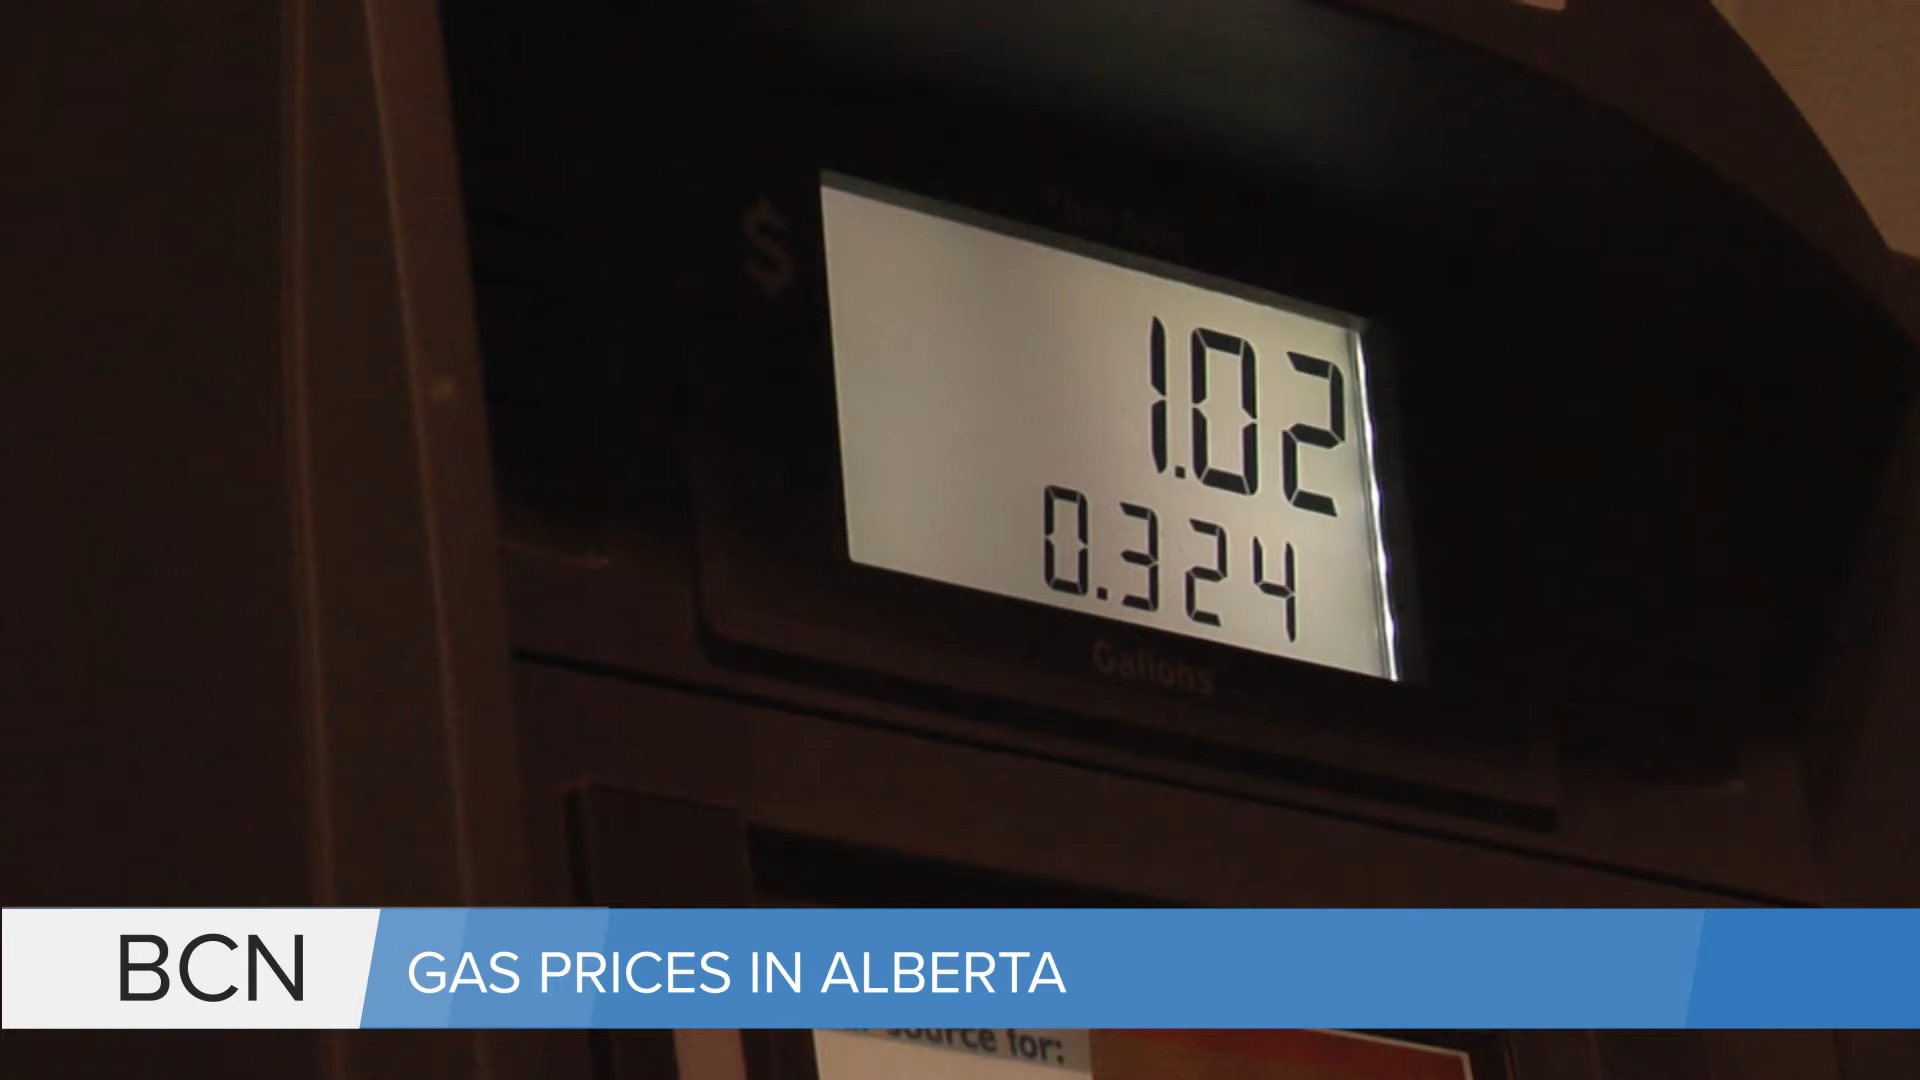 $
1.02
0.324
Gallons
BCN
GAS PRICES IN ALBERTA
source for: